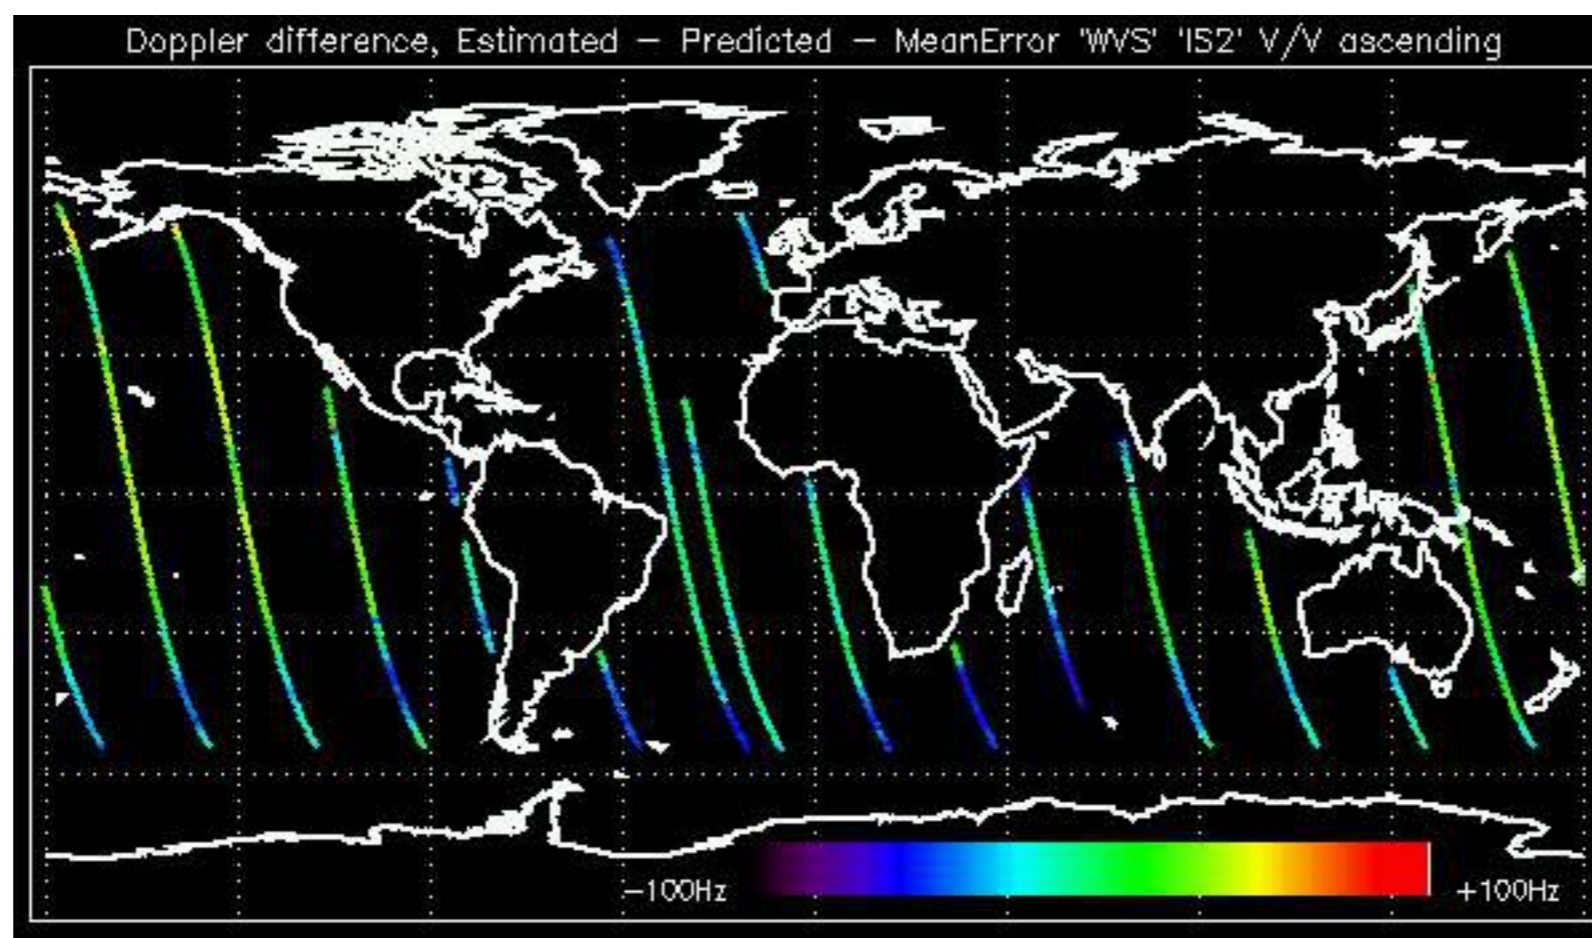 Doppler difference, Estimated – Predicted – MeanError 'WVS' 'IS2' V/V ascending
–100Hz +100Hz